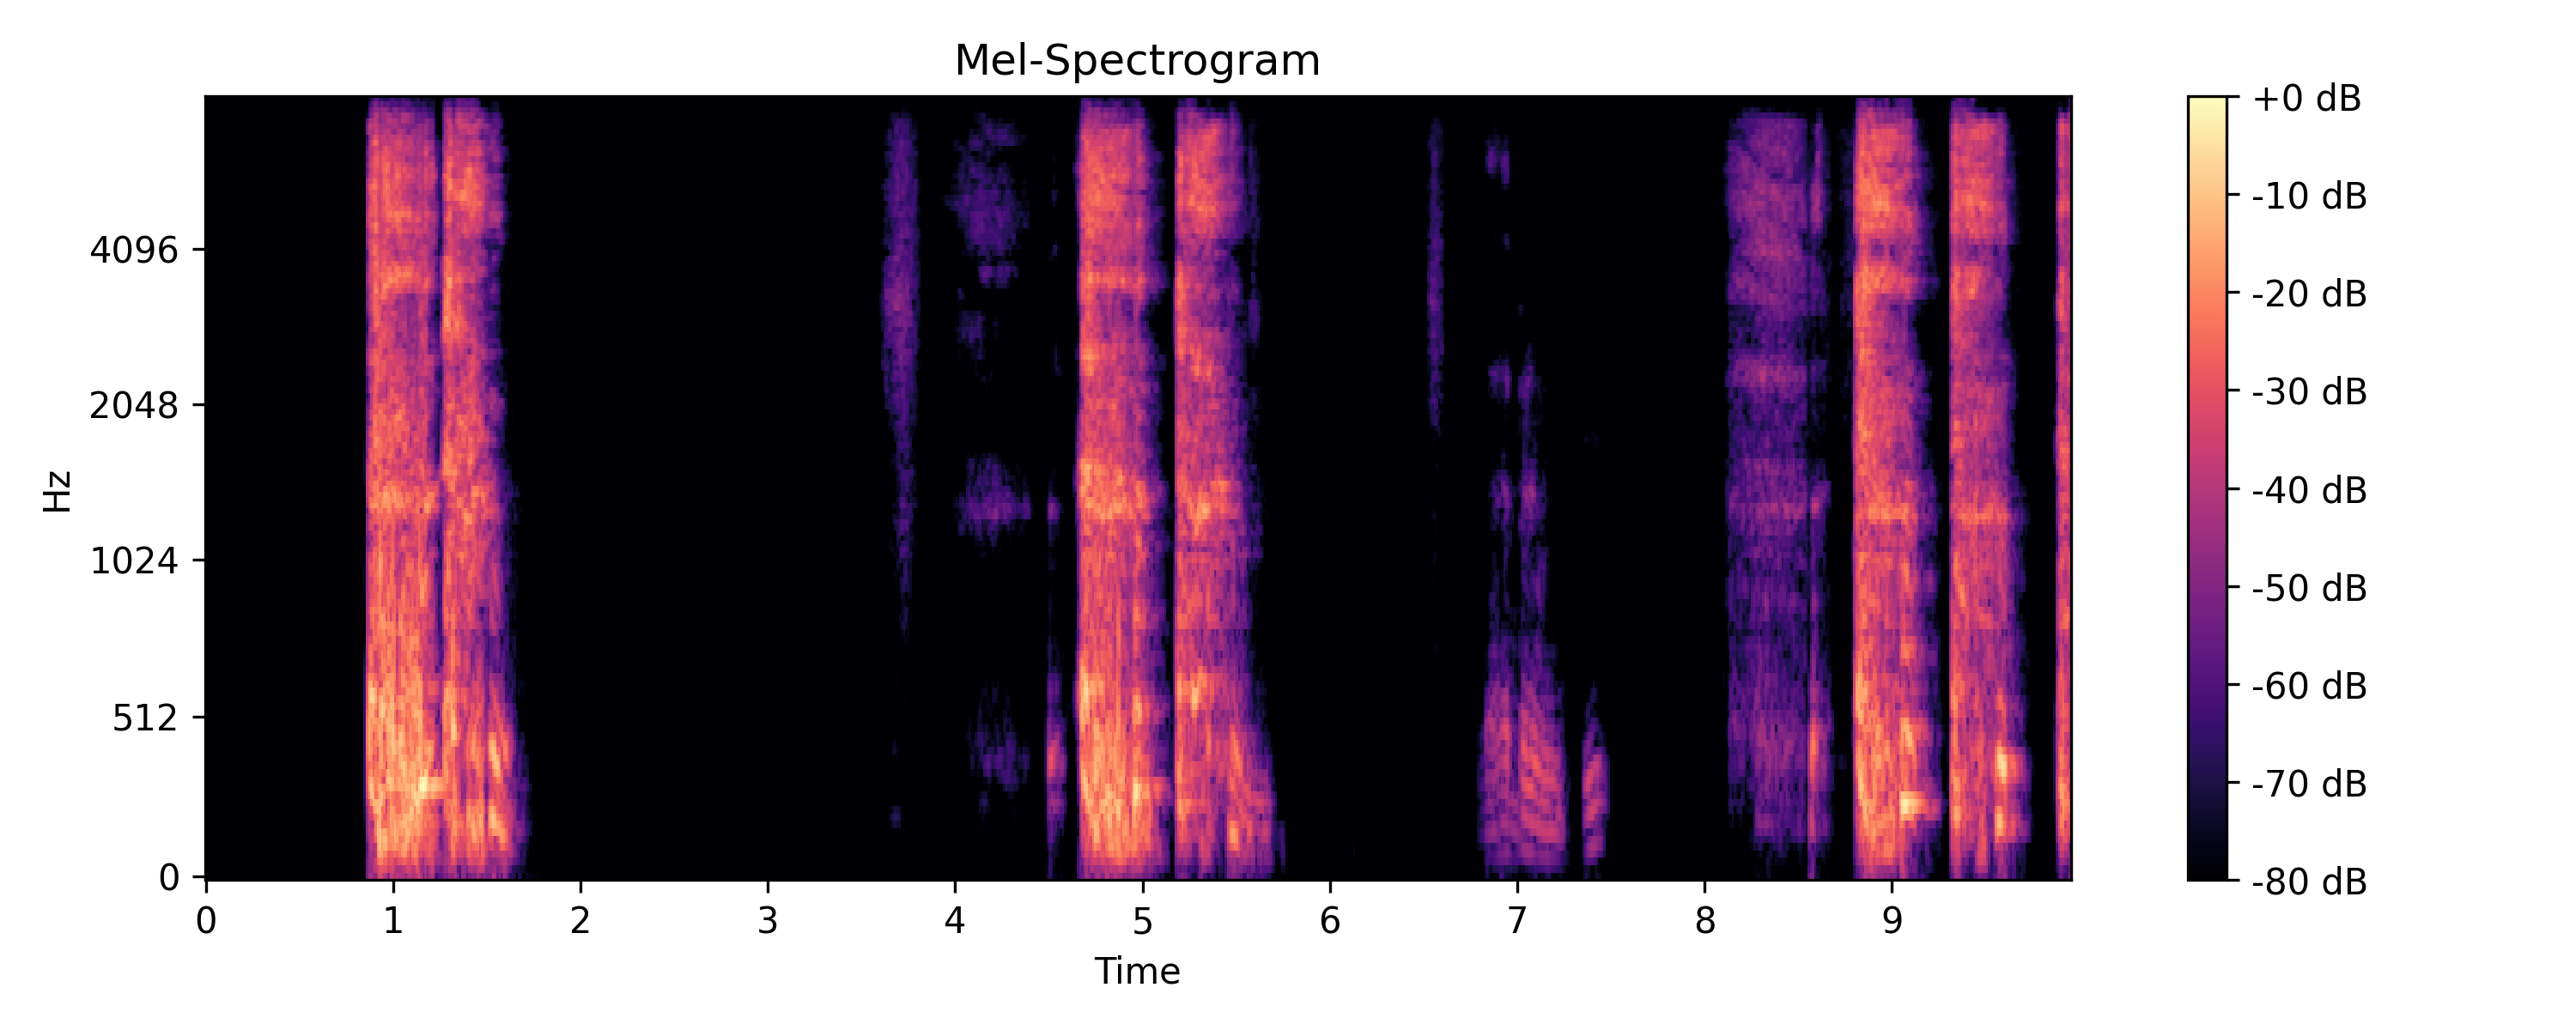 Mel-Spectrogram
+0 dB
-10 dB
4096
-20 dB
-30 dB
2048
-40 dB
Hz
1024
-50 dB
-60 dB
512
-70 dB
0
-80 dB
0 1 2 3 4 5 6 7 8 9
Time